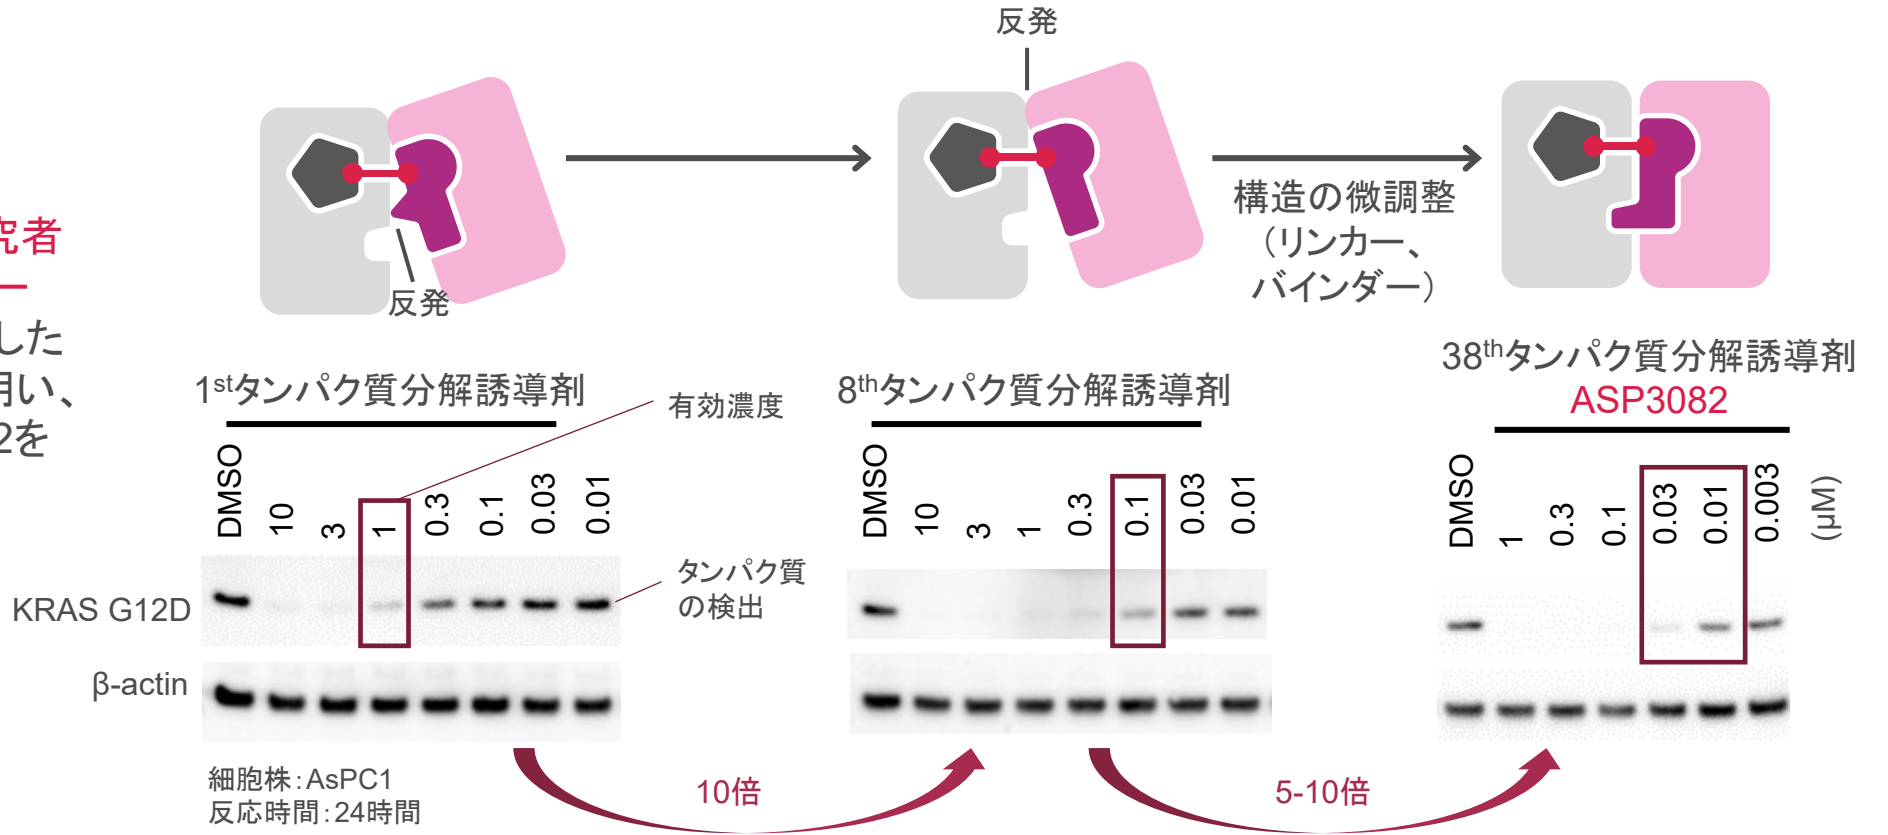 反発
反発
構造の微調整
（リンカー、
バインダー）
究者
ー
した
用い、
2を
1stタンパク質分解誘導剤
有効濃度
8thタンパク質分解誘導剤
38thタンパク質分解誘導剤
ASP3082
DMSO 10 3 1 0.3 0.1 0.03 0.01
DMSO 10 3 1 0.3 0.1 0.03 0.01
DMSO 1 0.3 0.1 0.03 0.01 0.003 (μM)
タンパク質
の検出
KRAS G12D
β-actin
細胞株：AsPC1
反応時間：24時間
10倍
5-10倍